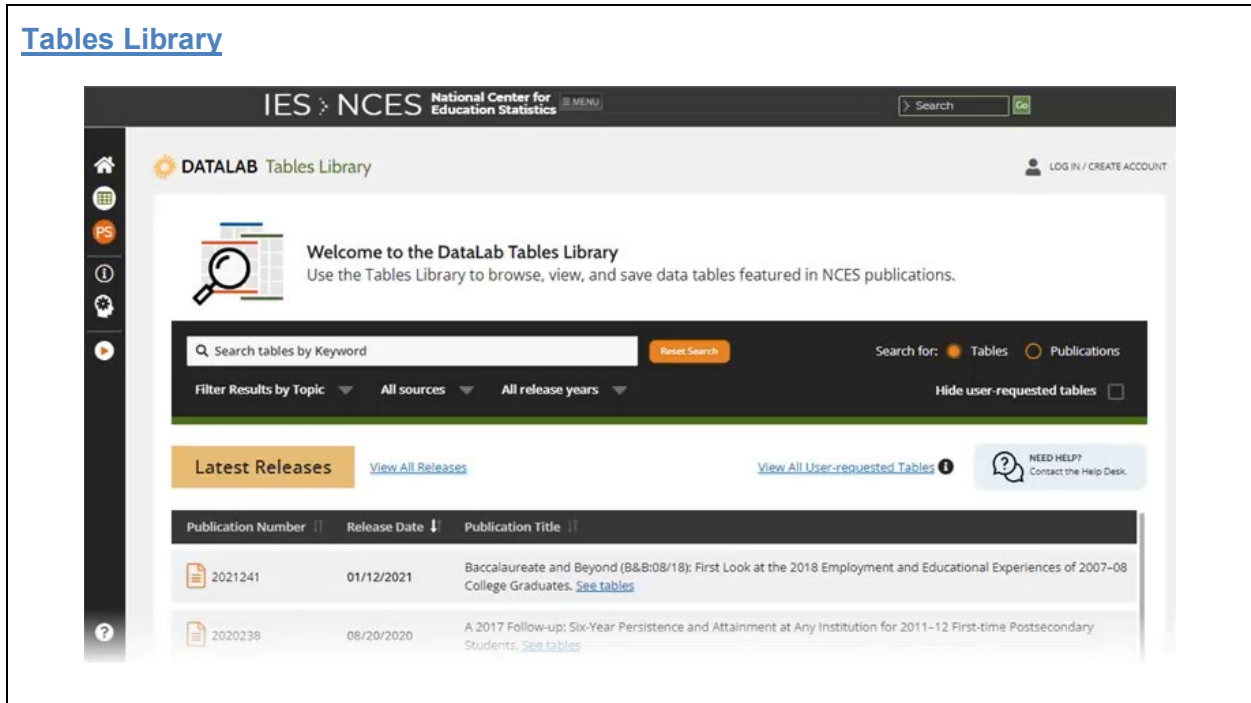 Tables Library
IES NCES National Center for Education Statistics
MENU
Search
Go
DATALAB Tables Library
LOG IN / CREATE ACCOUNT
PS
Welcome to the DataLab Tables Library
Use the Tables Library to browse, view, and save data tables featured in NCES publications.
Search tables by Keyword
Reset Search
Search for: Tables Publications
Filter Results by Topic All sources All release years
Hide user-requested tables
Latest Releases
View All Releases
View All User-requested Tables
NEED HELP?
Contact the Help Desk.
Publication Number Release Date Publication Title
2021241 01/12/2021 Baccalaureate and Beyond (B&B:08/18): First Look at the 2018 Employment and Educational Experiences of 2007–08
College Graduates. See tables
2020238 08/20/2020 A 2017 Follow-up: Six-Year Persistence and Attainment at Any Institution for 2011–12 First-time Postsecondary
Students. See tables